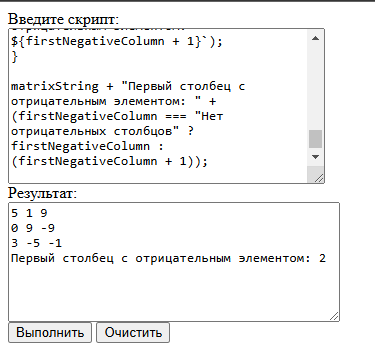 Введите скрипт:
${firstNegativeColumn + 1}`);
}
matrixString + "Первый столбец с
отрицательным элементом: " +
(firstNegativeColumn === "Нет
отрицательных столбцов" ?
firstNegativeColumn :
(firstNegativeColumn + 1));
Результат:
5 1 9
0 9 -9
3 -5 -1
Первый столбец с отрицательным элементом: 2
Выполнить Очистить